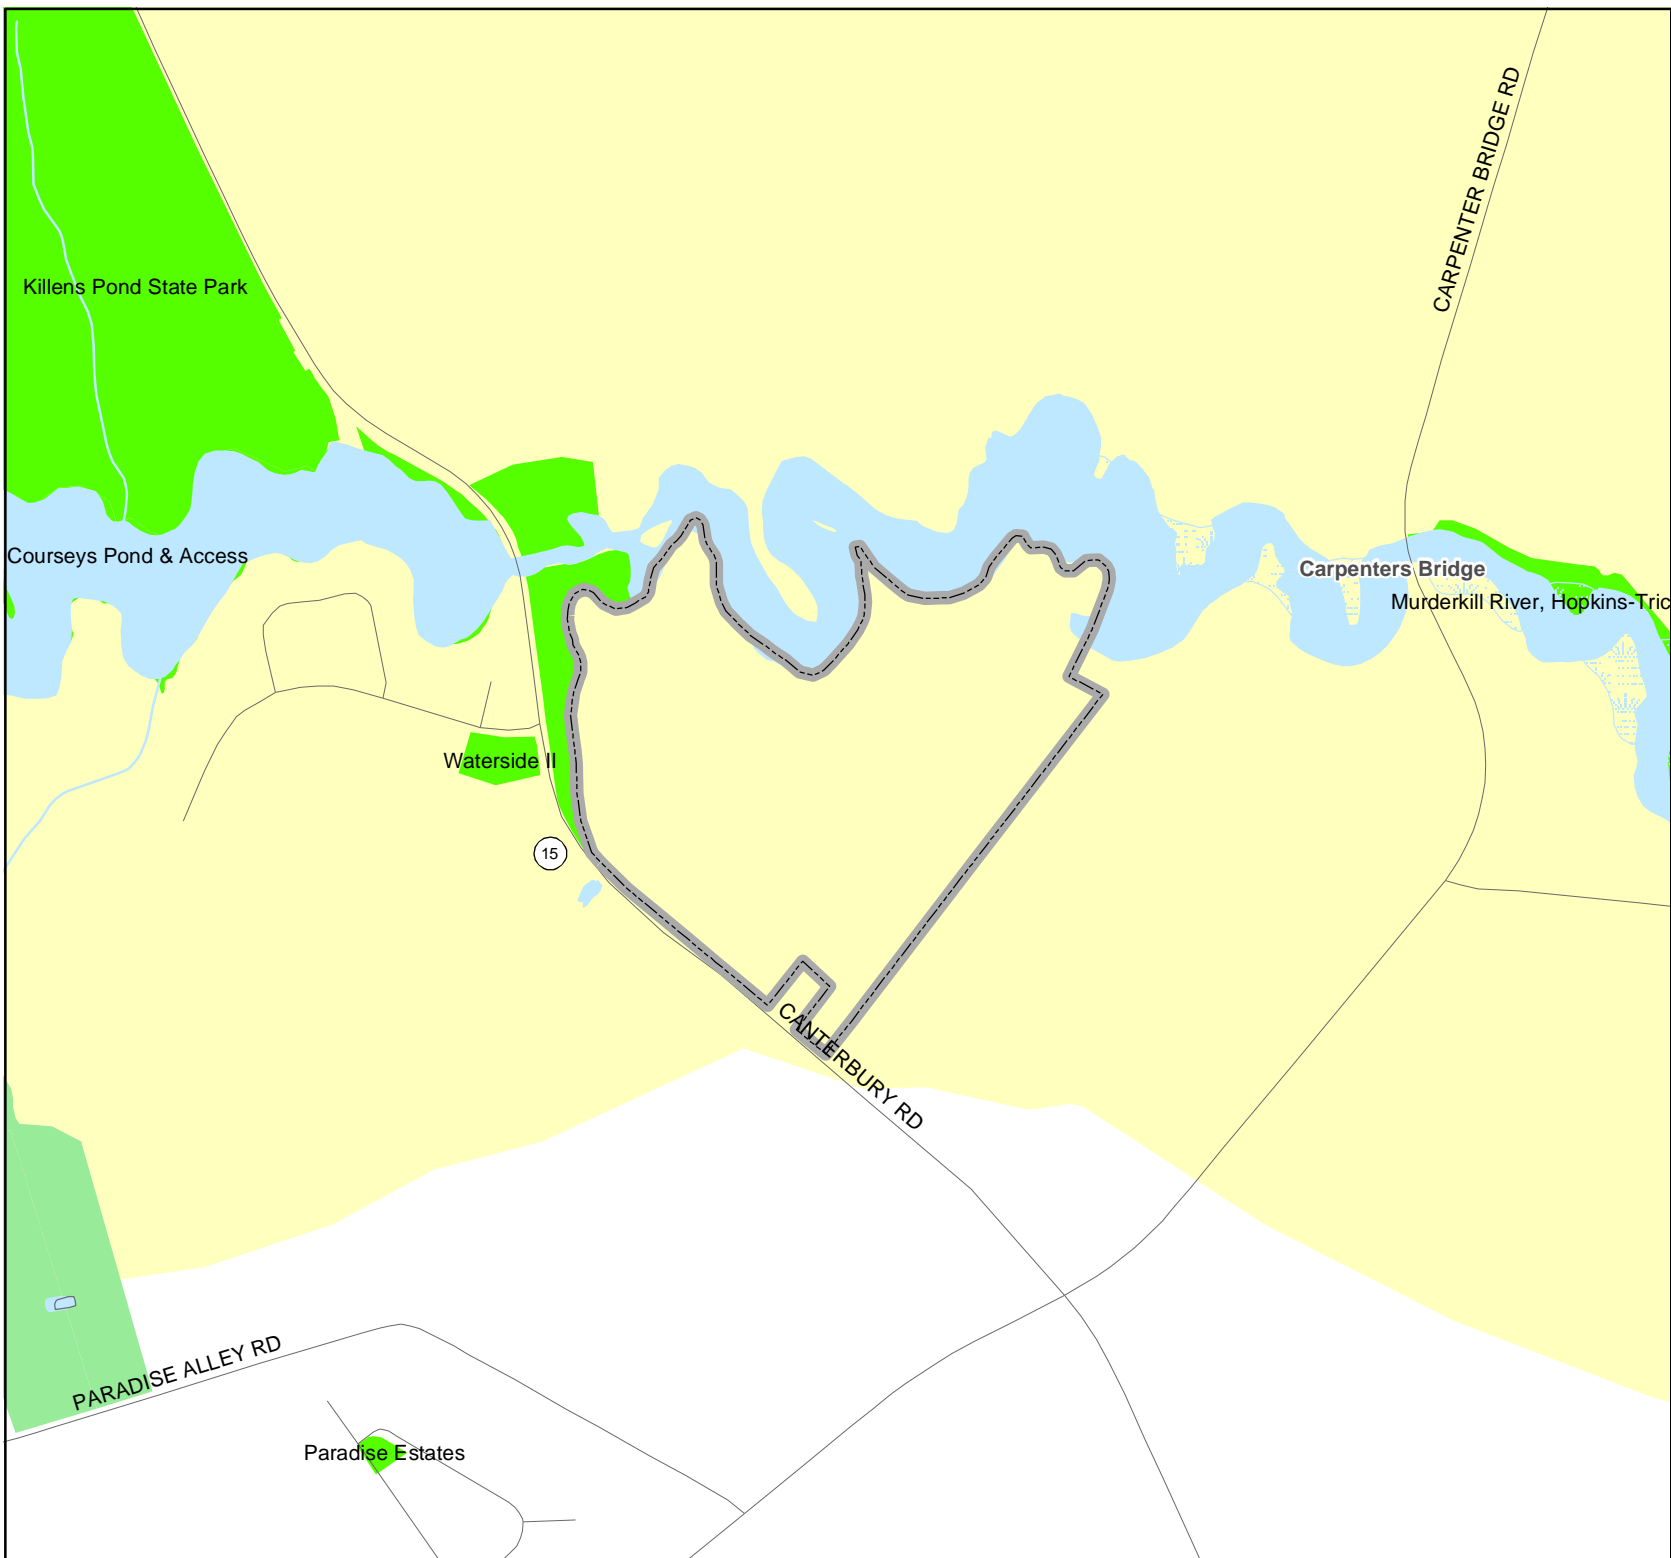 CARPENTER BRIDGE RD
Killens Pond State Park
Courseys Pond & Access
Carpenters Bridge
Murderkill River, Hopkins-Tric
Waterside II
15
CANTERBURY RD
PARADISE ALLEY RD
Paradise Estates